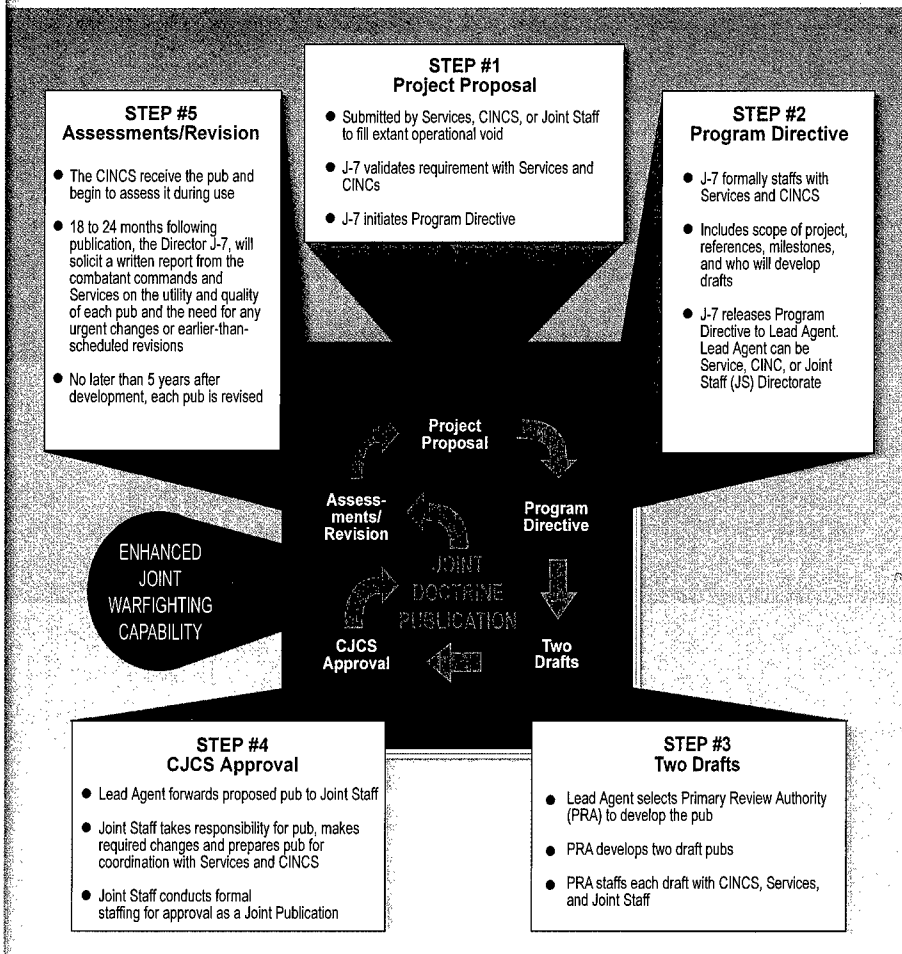 STEP #1
Project Proposal
● Submitted by Services, CINCS, or Joint Staff
to fill extant operational void
● J-7 validates requirement with Services and
CINCs
● J-7 initiates Program Directive
STEP #2
Program Directive
● J-7 formally staffs with
Services and CINCS
● Includes scope of project,
references, milestones,
and who will develop
drafts
● J-7 releases Program
Directive to Lead Agent.
Lead Agent can be
Service, CINC, or Joint
Staff (JS) Directorate
STEP #3
Two Drafts
● Lead Agent selects Primary Review Authority
(PRA) to develop the pub
● PRA develops two draft pubs
● PRA staffs each draft with CINCS, Services,
and Joint Staff
STEP #4
CJCS Approval
● Lead Agent forwards proposed pub to Joint Staff
● Joint Staff takes responsibility for pub, makes
required changes and prepares pub for
coordination with Services and CINCS
● Joint Staff conducts formal
staffing for approval as a Joint Publication
STEP #5
Assessments/Revision
● The CINCS receive the pub and
begin to assess it during use
● 18 to 24 months following
publication, the Director J-7, will
solicit a written report from the
combatant commands and
Services on the utility and quality
of each pub and the need for any
urgent changes or earlier-than-
scheduled revisions
● No later than 5 years after
development, each pub is revised
Project
Proposal
Program
Directive
Two
Drafts
CJCS
Approval
Assess-
ments/
Revision
JOINT
DOCTRINE
PUBLICATION
ENHANCED
JOINT
WARFIGHTING
CAPABILITY